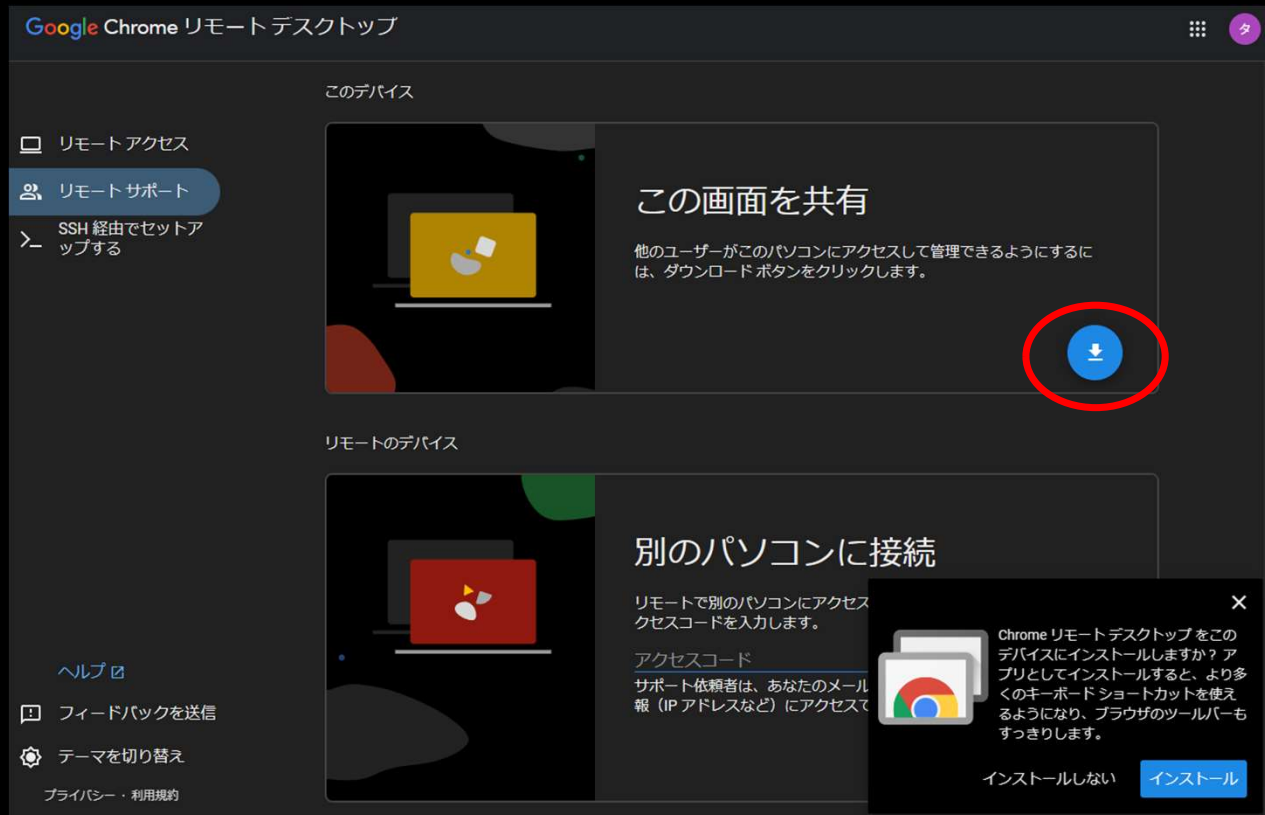 Google Chrome リモート デスクトップ
タ
リモート アクセス
リモート サポート
SSH 経由でセットア
ップする
このデバイス
この画面を共有
他のユーザーがこのパソコンにアクセスして管理できるようにするに
は、ダウンロード ボタンをクリックします。
リモートのデバイス
別のパソコンに接続
リモートで別のパソコンにアクセス
クセスコードを入力します。
アクセスコード
サポート依頼者は、あなたのメール
報（IP アドレスなど）にアクセスで
Chrome リモート デスクトップ をこの
デバイスにインストールしますか？ ア
プリとしてインストールすると、より多
くのキーボード ショートカットを使え
るようになり、ブラウザのツールバーも
すっきりします。
インストールしない
インストール
ヘルプ
フィードバックを送信
テーマを切り替え
プライバシー・利用規約